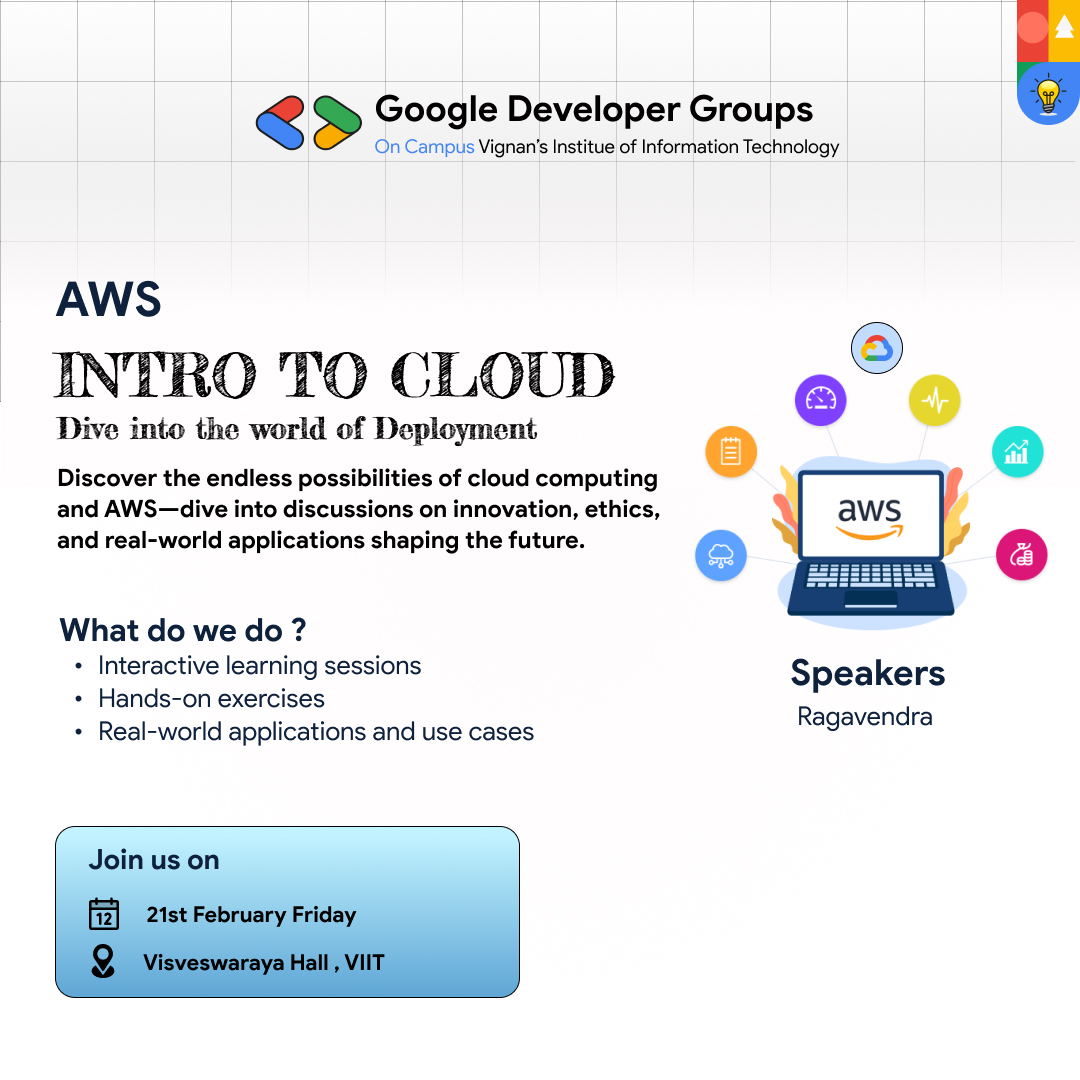 Google Developer Groups
On Campus Vignan's Institue of Information Technology
AWS
INTRO TO CLOUD
Dive into the world of Deployment
Discover the endless possibilities of cloud computing
and AWS—dive into discussions on innovation, ethics,
and real-world applications shaping the future.
aws
What do we do ?
• Interactive learning sessions
• Hands-on exercises
• Real-world applications and use cases
Speakers
Ragavendra
Join us on
12
21st February Friday
Visveswaraya Hall , VIIT